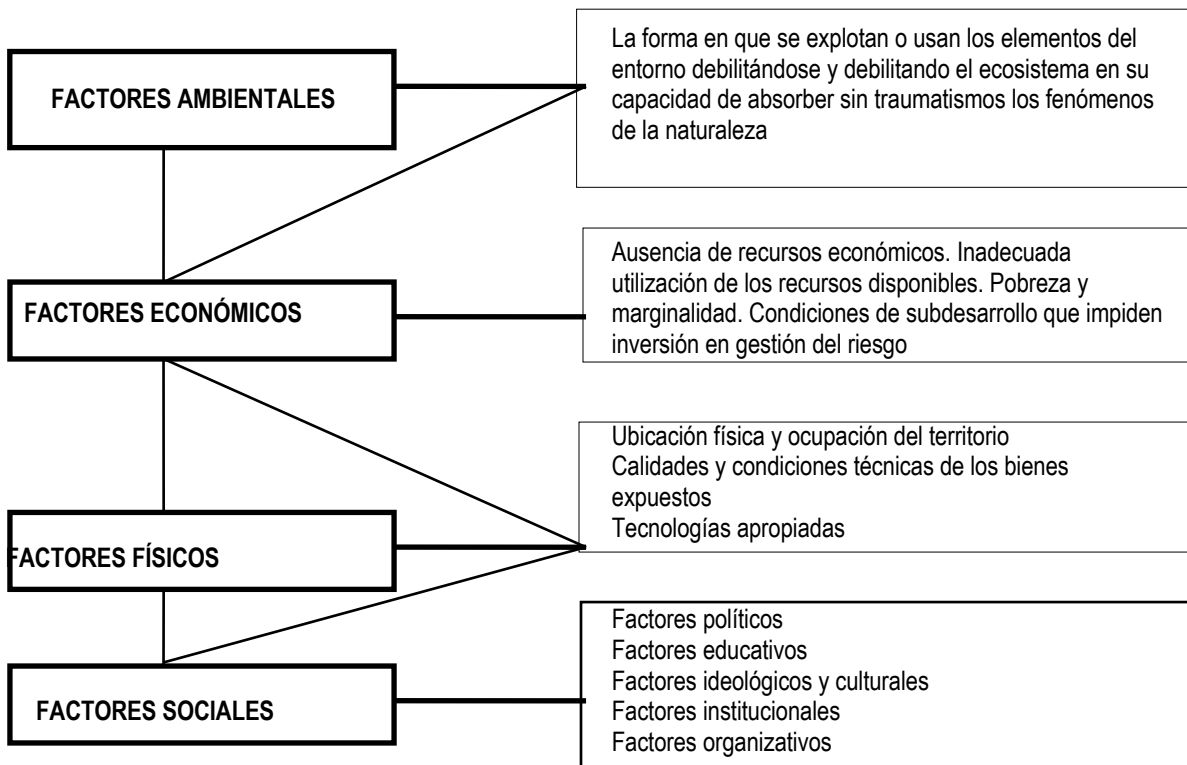 FACTORES AMBIENTALES
La forma en que se explotan o usan los elementos del
entorno debilitándose y debilitando el ecosistema en su
capacidad de absorber sin traumatismos los fenómenos
de la naturaleza
FACTORES ECONÓMICOS
Ausencia de recursos económicos. Inadecuada
utilización de los recursos disponibles. Pobreza y
marginalidad. Condiciones de subdesarrollo que impiden
inversión en gestión del riesgo
FACTORES FÍSICOS
Ubicación física y ocupación del territorio
Calidades y condiciones técnicas de los bienes
expuestos
Tecnologías apropiadas
FACTORES SOCIALES
Factores políticos
Factores educativos
Factores ideológicos y culturales
Factores institucionales
Factores organizativos